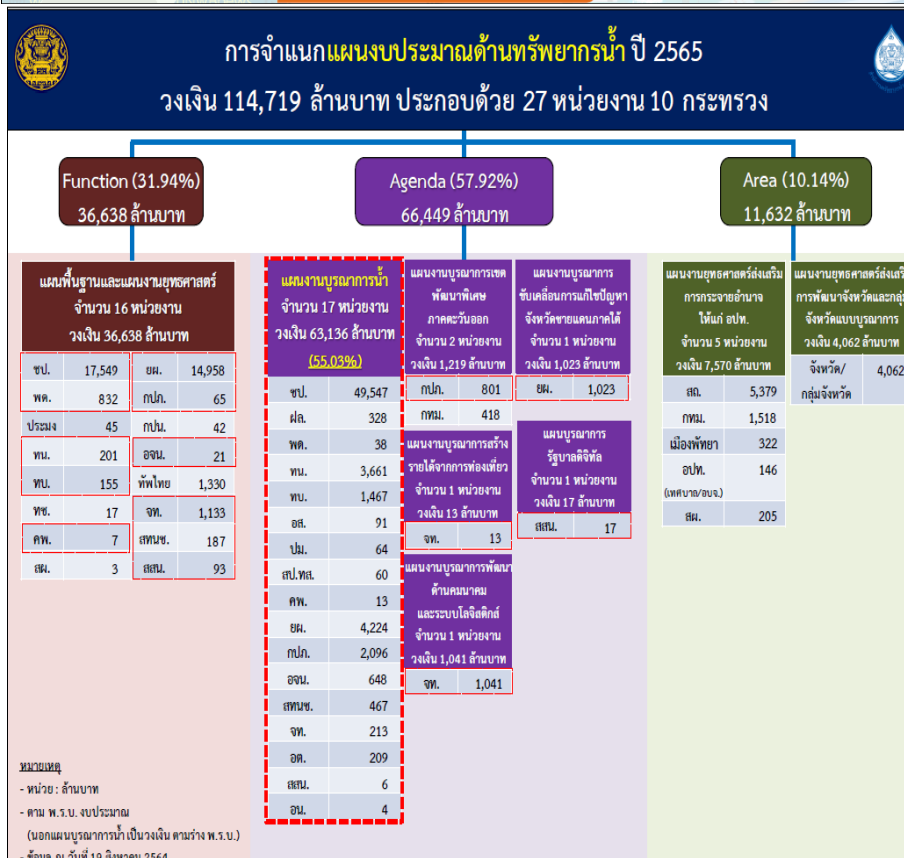 การจำแนกแผนงบประมาณด้านทรัพยากรน้ำ ปี 2565
วงเงิน 114,719 ล้านบาท ประกอบด้วย 27 หน่วยงาน 10 กระทรวง
Function (31.94%)
36,638 ล้านบาท
Agenda (57.92%)
66,449 ล้านบาท
Area (10.14%)
11,632 ล้านบาท
แผนพื้นฐานและแผนงานยุทธศาสตร์
จำนวน 16 หน่วยงาน
วงเงิน 36,638 ล้านบาท
ชป. 17,549 ยผ. 14,958
พด. 832 กปภ. 65
ประมง 45 กปน. 42
ทน. 201 อจน. 21
ทบ. 155 ทัพไทย 1,330
ทช. 17 จท. 1,133
คพ. 7 สทนช. 187
สผ. 3 สสน. 93
แผนงานบูรณาการน้ำ
จำนวน 17 หน่วยงาน
วงเงิน 63,136 ล้านบาท
(55.03%)
ชป. 49,547
ฝล. 328
พด. 38
ทน. 3,661
ทบ. 1,467
อส. 91
ปม. 64
สป.ทส. 60
คพ. 13
ยผ. 4,224
กปภ. 2,096
อจน. 648
สทนช. 467
จท. 213
อต. 209
สสน. 6
อน. 4
แผนงานบูรณาการเขต
พัฒนาพิเศษ
ภาคตะวันออก
จำนวน 2 หน่วยงาน
วงเงิน 1,219 ล้านบาท
กปภ. 801
กทม. 418
แผนงานบูรณาการสร้าง
รายได้จากการท่องเที่ยว
จำนวน 1 หน่วยงาน
วงเงิน 13 ล้านบาท
จท. 13
แผนงานบูรณาการพัฒนา
ด้านคมนาคม
และระบบโลจิสติกส์
จำนวน 1 หน่วยงาน
วงเงิน 1,041 ล้านบาท
จท. 1,041
แผนงานบูรณาการ
ขับเคลื่อนการแก้ไขปัญหา
จังหวัดชายแดนภาคใต้
จำนวน 1 หน่วยงาน
วงเงิน 1,023 ล้านบาท
ยผ. 1,023
แผนบูรณาการ
รัฐบาลดิจิทัล
จำนวน 1 หน่วยงาน
วงเงิน 17 ล้านบาท
สสน. 17
แผนงานยุทธศาสตร์ส่งเสริม
การกระจายอำนาจ
ให้แก่ อปท.
จำนวน 5 หน่วยงาน
วงเงิน 7,570 ล้านบาท
สถ. 5,379
กทม. 1,518
เมืองพัทยา 322
อปท. 146
(เทศบาล/อบจ.)
สผ. 205
แผนงานยุทธศาสตร์ส่งเสริ
การพัฒนาจังหวัดและกลุ่ม
จังหวัดแบบบูรณาการ
วงเงิน 4,062 ล้านบาท
จังหวัด/ 4,062
กลุ่มจังหวัด
หมายเหตุ
- หน่วย : ล้านบาท
- ตาม พ.ร.บ. งบประมาณ
(นอกแผนบูรณาการน้ำ เป็นวงเงิน ตามร่าง พ.ร.บ.)
- ข้อมูล ณ วันที่ 19 สิงหาคม 2564